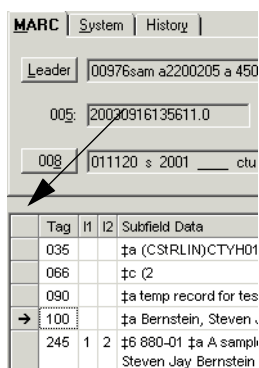 MARC System History
Leader 00976sam a2200205 a 450
005: 20030916135611.0
008 011120 s 2001 ____ ctu
Tag I1 I2 Subfield Data
035 ‡a (CStRLIN)CTYH01
066 ‡c (2
090 ‡a temp record for tes
100 ‡a Bernstein, Steven J
245 1 2 ‡6 880-01 ‡a A sample
Steven Jay Bernstein